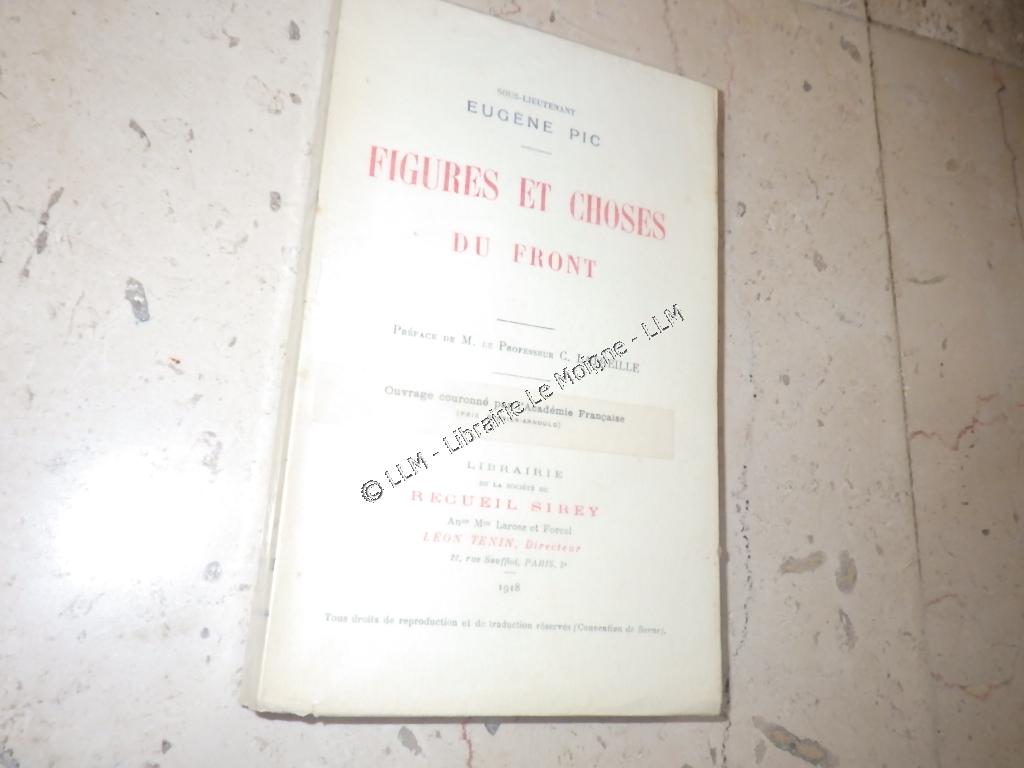 SOUS-LIEUTENANT
EUGÈNE PIC
FIGURES ET CHOSES
DU FRONT
PRÉFACE DE M. LE PROFESSEUR C.
Ouvrage couronné Académie Française
LIBRAIRIE
DE LA SOCIÉTÉ DU
RECUEIL SIREY
Anne Mon Larose et Forcel
LÉON TENIN, Directeur
22, rue Soufflot, PARIS, 5e
1918
Tous droits de reproduction et de traduction réservés (Convention de Berne).
© LLM - Librairie Le Moigne - LLM